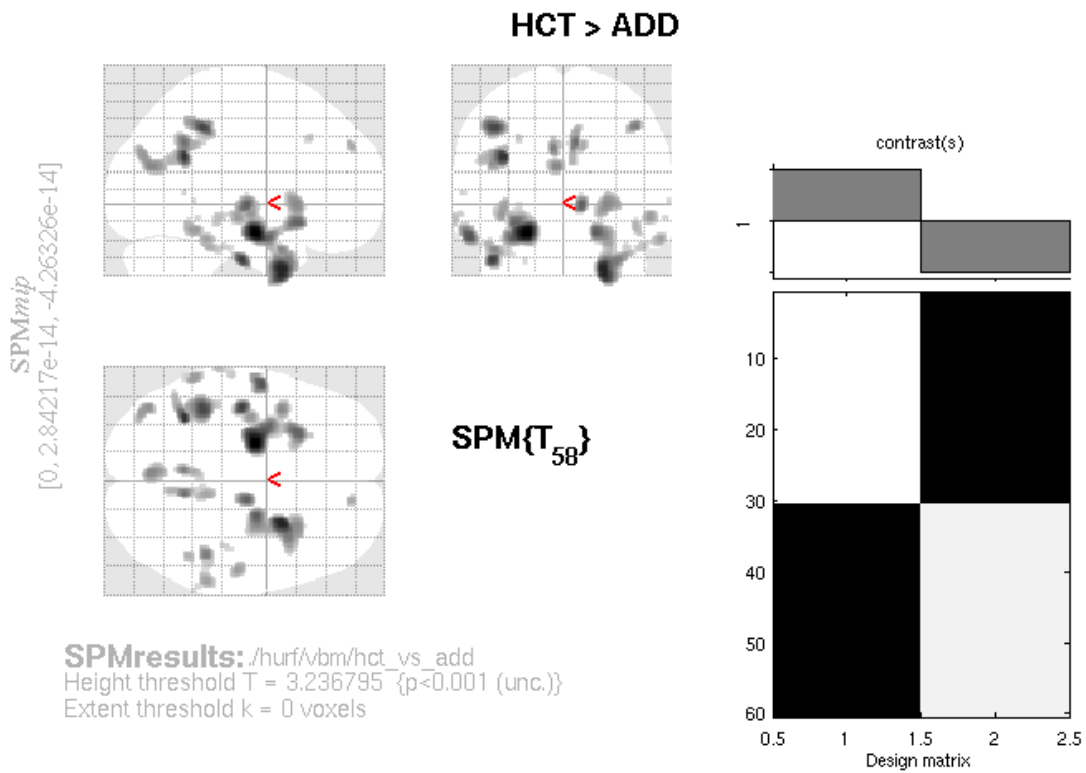 HCT > ADD
SPMmip
[0, 2.84217e-14, -4.26326e-14]
<
<
<
SPM{T58}
contrast(s)
1
10
20
30
40
50
60
0.5 1 1.5 2 2.5
Design matrix
SPMresults: ./hurf/vbm/hct_vs_add
Height threshold T = 3.236795 {p<0.001 (unc.)}
Extent threshold k = 0 voxels